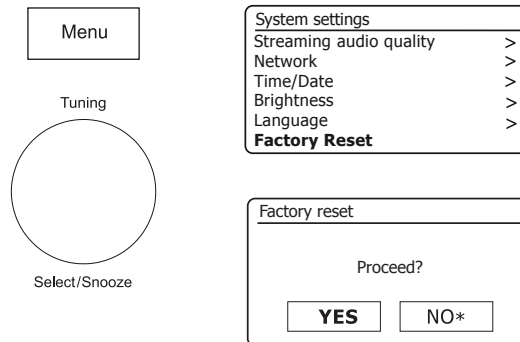 Menu
Tuning
Select/Snooze
System settings
Streaming audio quality >
Network >
Time/Date >
Brightness >
Language >
Factory Reset
Factory reset
Proceed?
YES NO*